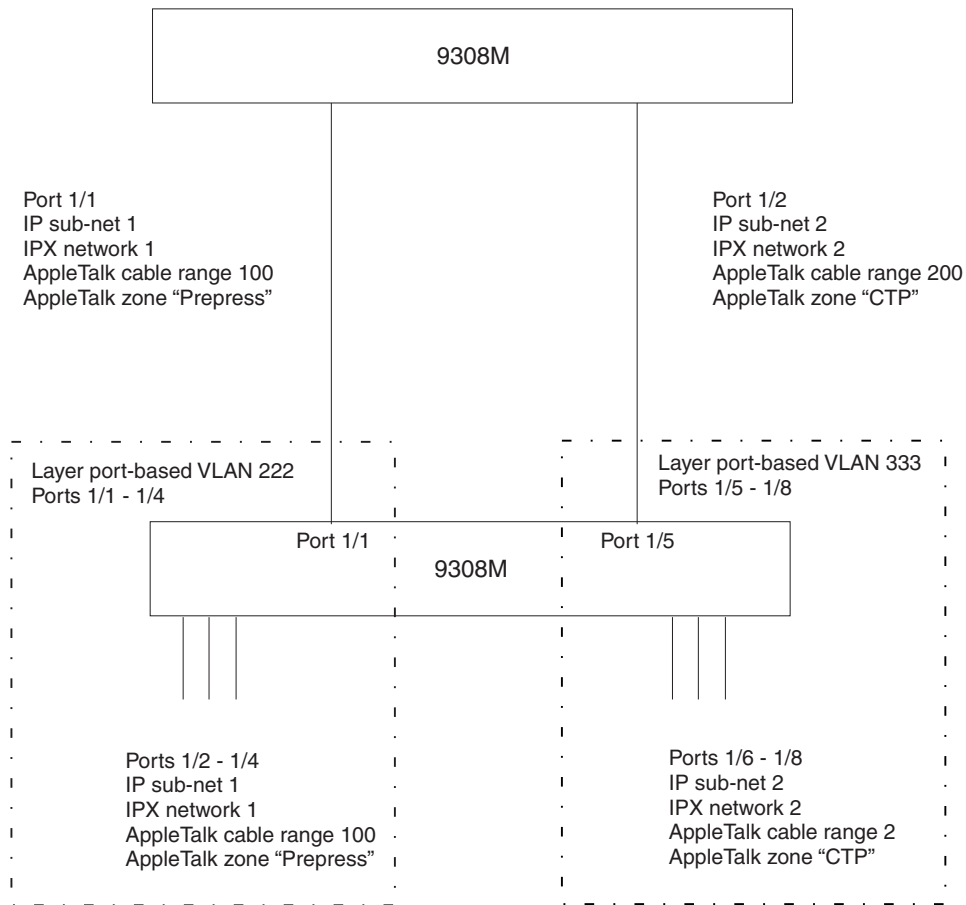 9308M
Port 1/1
IP sub-net 1
IPX network 1
AppleTalk cable range 100
AppleTalk zone “Prepress”
Port 1/2
IP sub-net 2
IPX network 2
AppleTalk cable range 200
AppleTalk zone “CTP”
Layer port-based VLAN 222
Ports 1/1 - 1/4
Layer port-based VLAN 333
Ports 1/5 - 1/8
Port 1/1
Port 1/5
9308M
Ports 1/2 - 1/4
IP sub-net 1
IPX network 1
AppleTalk cable range 100
AppleTalk zone “Prepress”
Ports 1/6 - 1/8
IP sub-net 2
IPX network 2
AppleTalk cable range 2
AppleTalk zone “CTP”